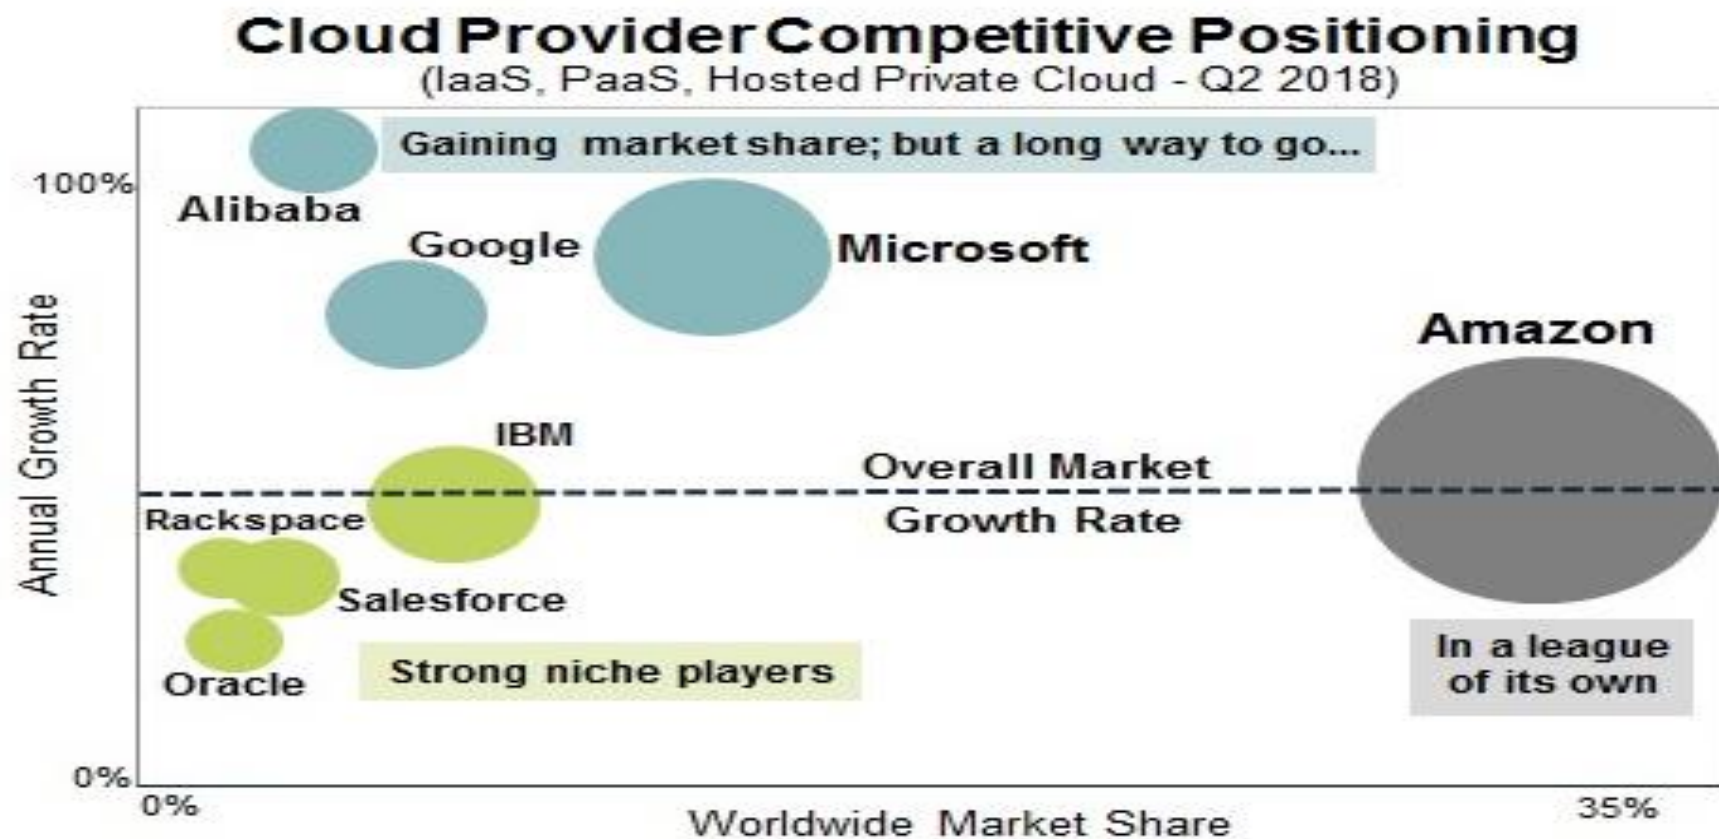 Cloud Provider Competitive Positioning
(IaaS, PaaS, Hosted Private Cloud - Q2 2018)
Gaining market share; but a long way to go...
100%
Alibaba
Google
Microsoft
Amazon
IBM
Overall Market
Growth Rate
Rackspace
Salesforce
Oracle
Strong niche players
In a league
of its own
Annual Growth Rate
0%
0%
35%
Worldwide Market Share